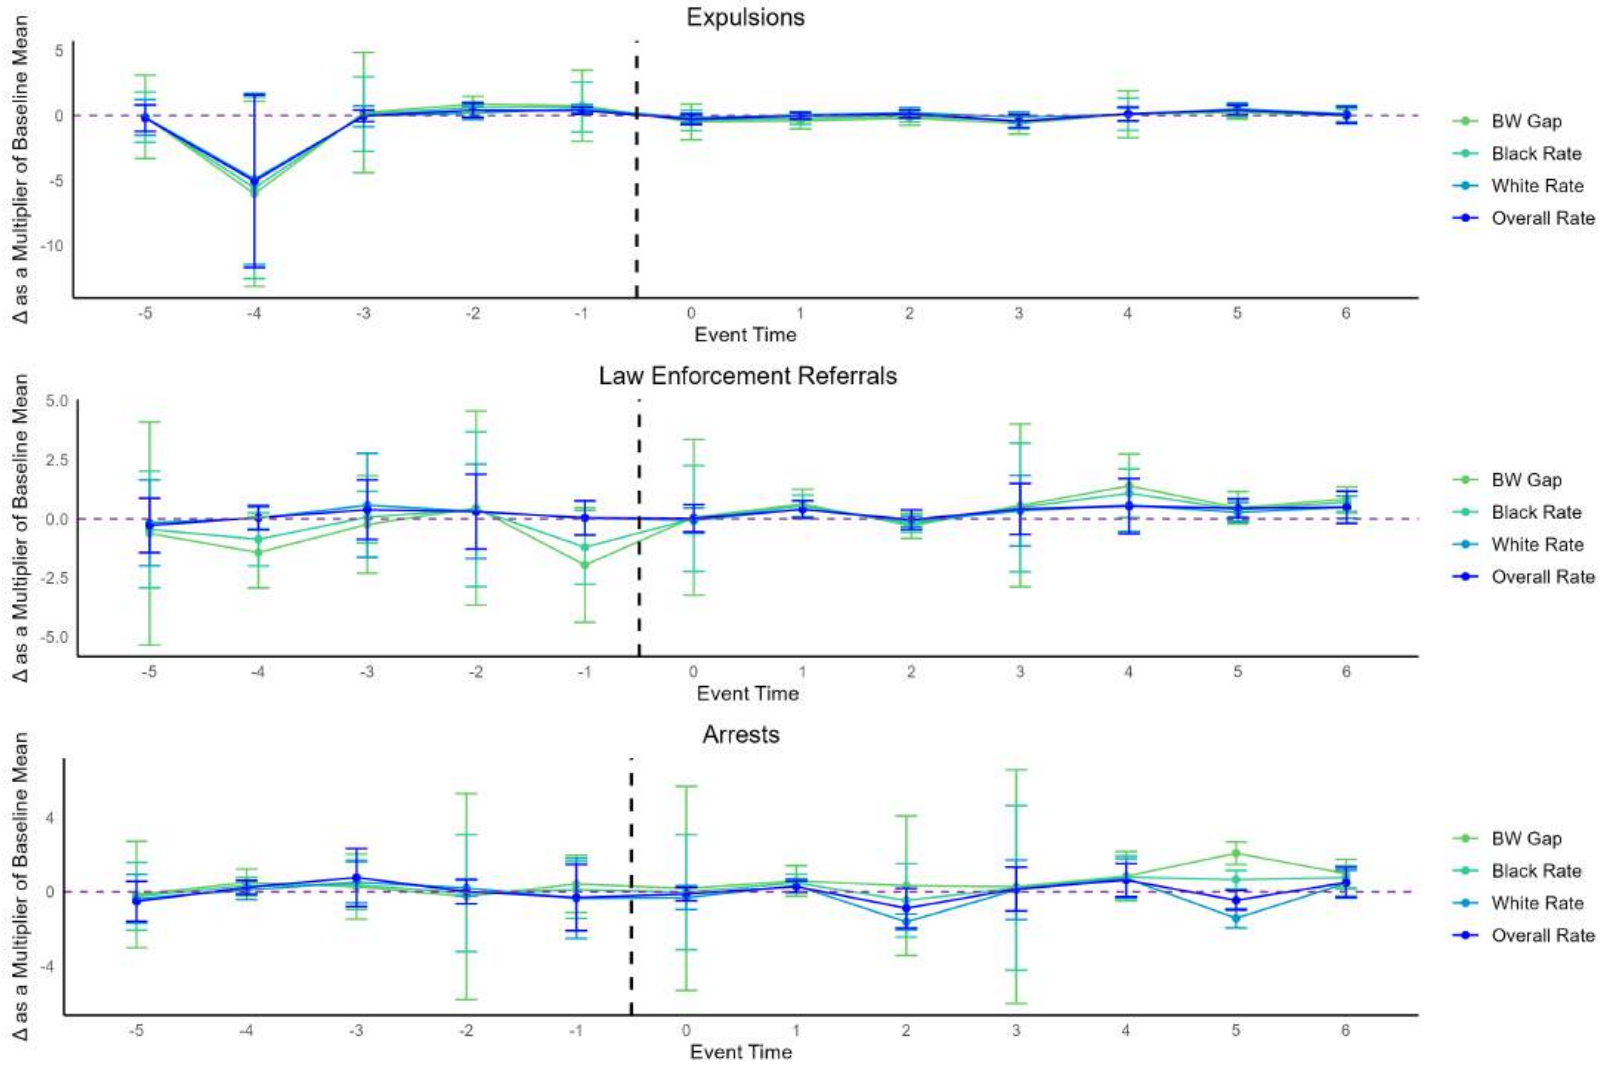 Expulsions
Δ as a Multiplier of Baseline Mean
5
0
-5
-10
-5 -4 -3 -2 -1 0 1 2 3 4 5 6
Event Time
BW Gap
Black Rate
White Rate
Overall Rate
Law Enforcement Referrals
Δ as a Multiplier of Baseline Mean
5.0
2.5
0.0
-2.5
-5.0
-5 -4 -3 -2 -1 0 1 2 3 4 5 6
Event Time
BW Gap
Black Rate
White Rate
Overall Rate
Arrests
Δ as a Multiplier of Baseline Mean
4
0
-4
-5 -4 -3 -2 -1 0 1 2 3 4 5 6
Event Time
BW Gap
Black Rate
White Rate
Overall Rate